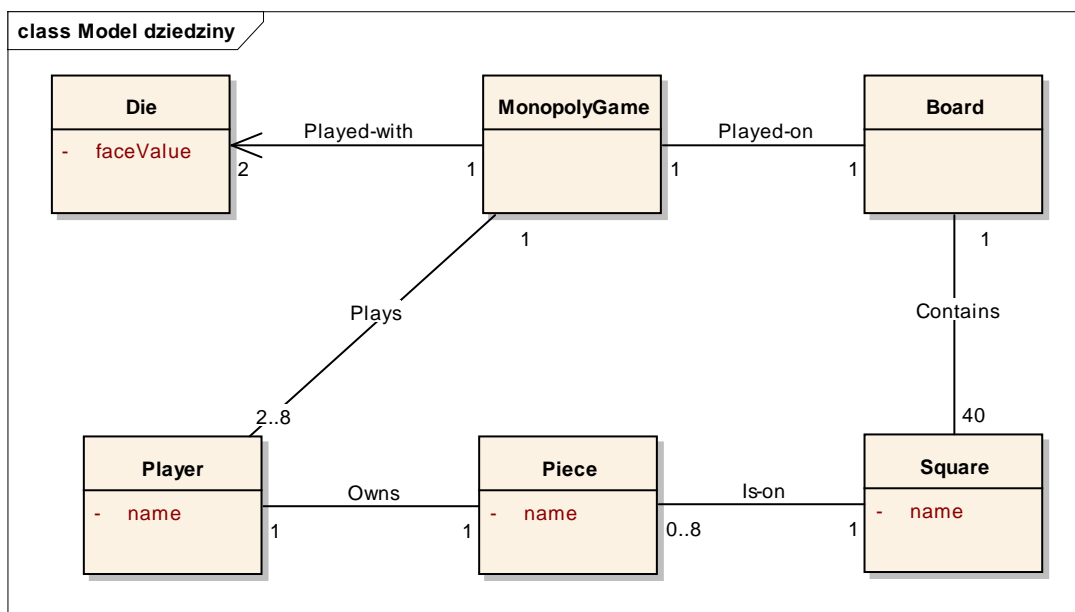 class Model dziedziny
Die
- faceValue
MonopolyGame
Board
Played-with
2
1
Played-on
1
1
1
1
Plays
Contains
2..8
40
Player
- name
Piece
- name
Square
- name
Owns
1
1
Is-on
0..8
1